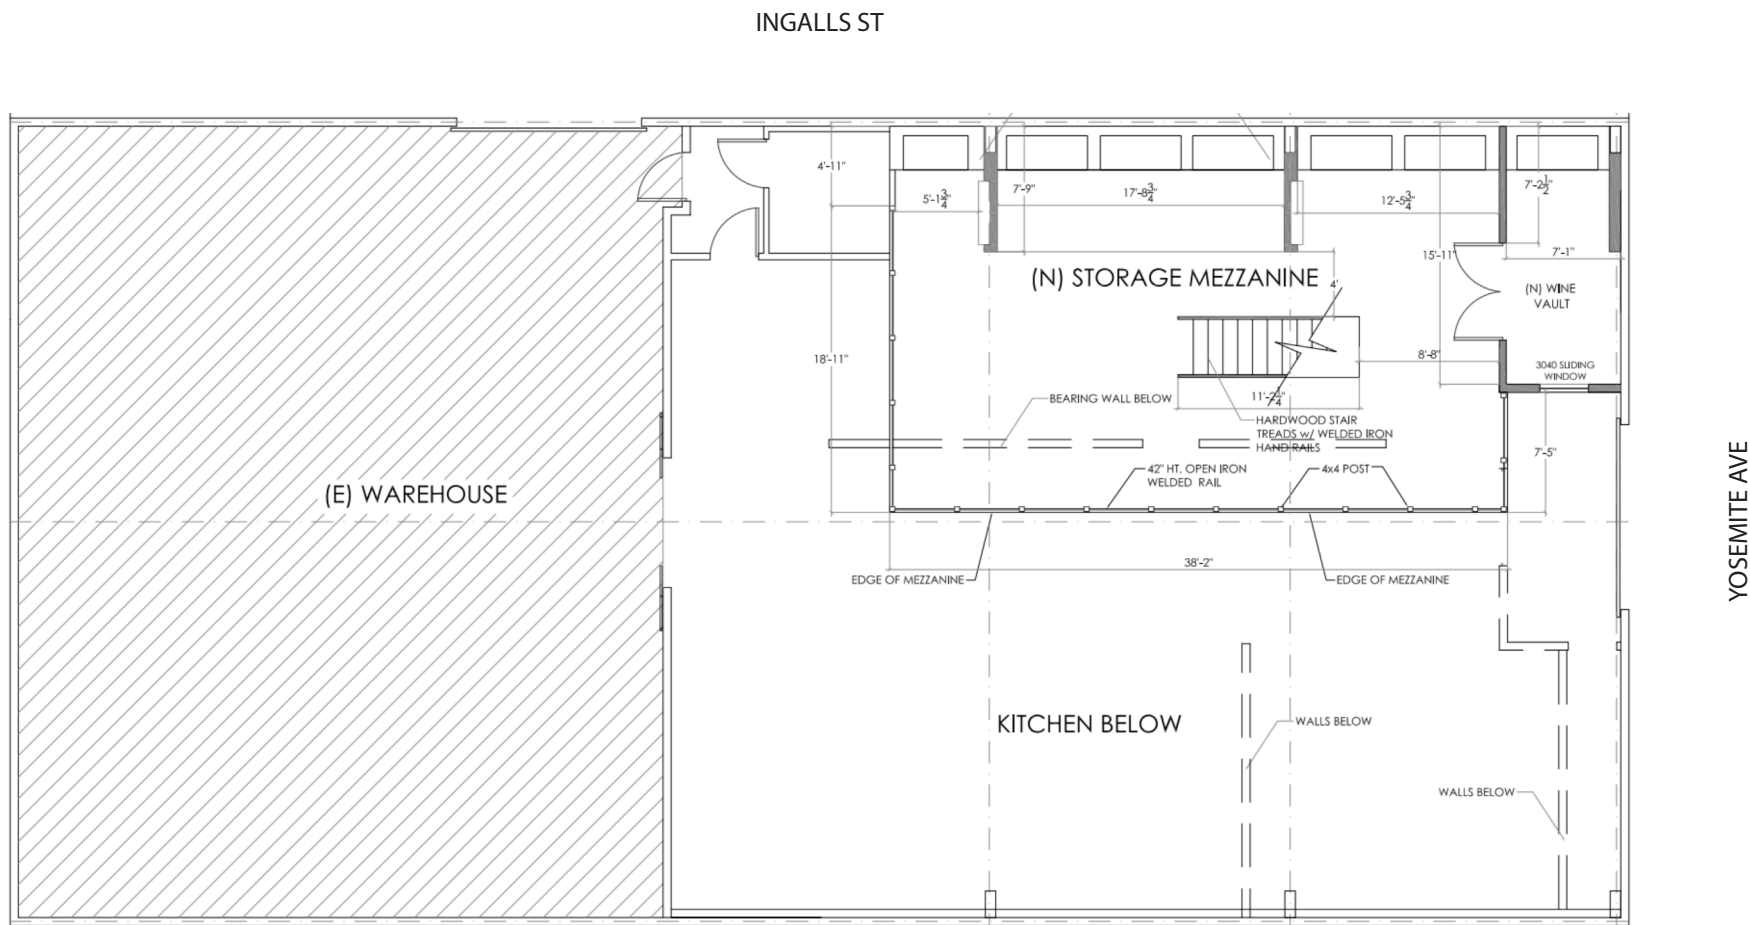 INGALLS ST
4'-11"
5'-1 3/4"
7'-9"
17'-8 3/4"
12'-5 3/4"
7'-2 1/2"
15'-11"
7'-1"
(N) STORAGE MEZZANINE
4'
(N) WINE
VAULT
18'-11"
8'-8"
3040 SLIDING
WINDOW
11'-2 1/4"
BEARING WALL BELOW
HARDWOOD STAIR
TREADS w/ WELDED IRON
HAND RAILS
7'-5"
42" HT. OPEN IRON
WELDED RAIL
4x4 POST
(E) WAREHOUSE
YOSEMITE AVE
38'-2"
EDGE OF MEZZANINE
EDGE OF MEZZANINE
KITCHEN BELOW
WALLS BELOW
WALLS BELOW